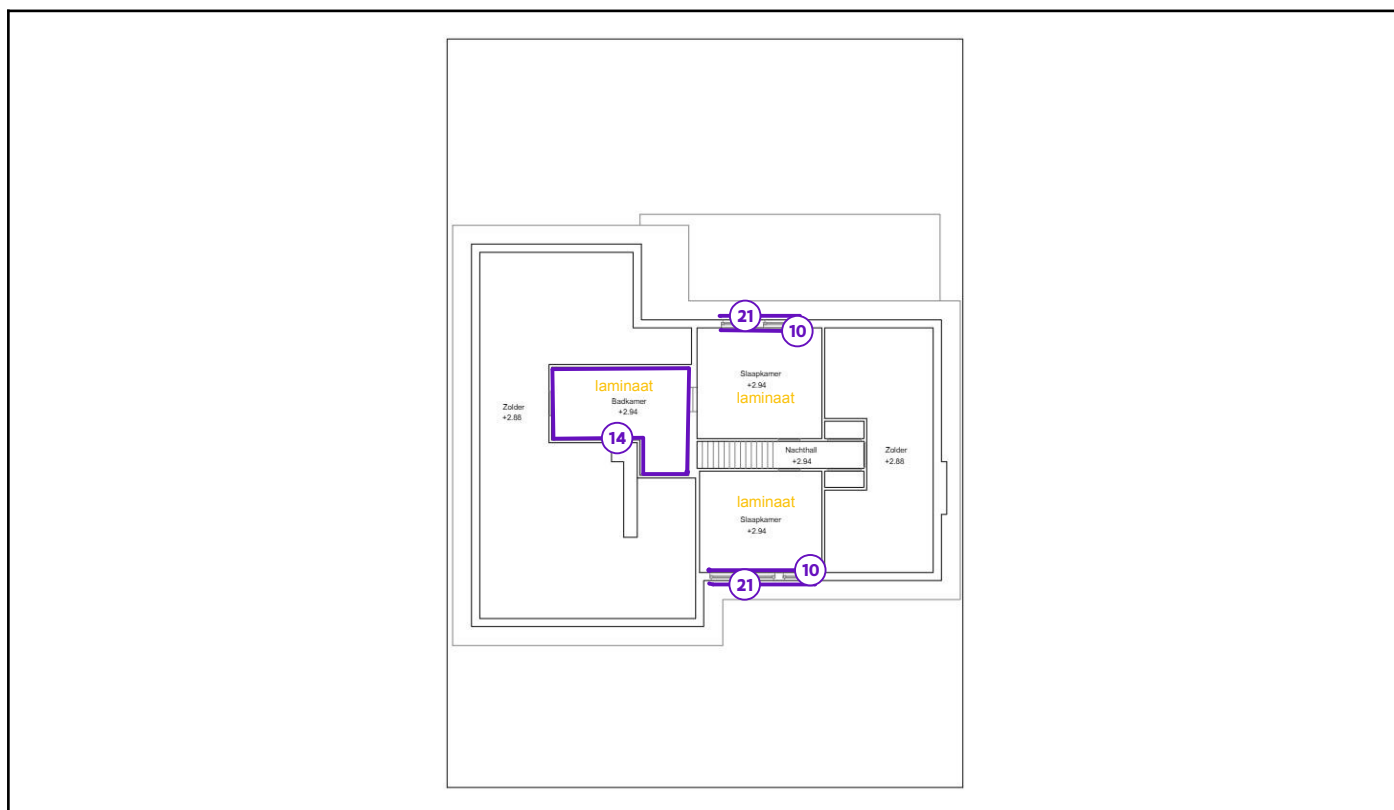 21
10
Slaapkamer
+2.94
laminaat
laminaat
Badkamer
+2.94
Zolder
+2.88
14
Nachthall
+2.94
Zolder
+2.88
laminaat
Slaapkamer
+2.94
10
21